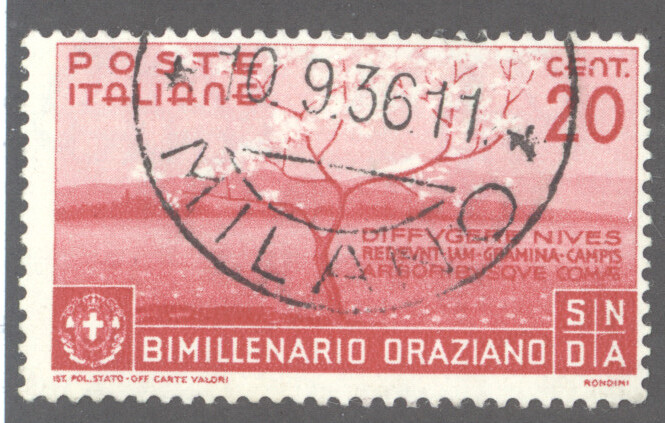 POSTE
ITALIANE
CENT.
20
10.9.36.11.
MILANO
DIFFVGERE NIVES
REDEVNT·IAM·GRAMINA·CAMPIS
ARBORIBVSQVE COMÆ
BIMILLENARIO ORAZIANO
S N
D A
IST. POL. STATO - OFF. CARTE VALORI
RONDINI